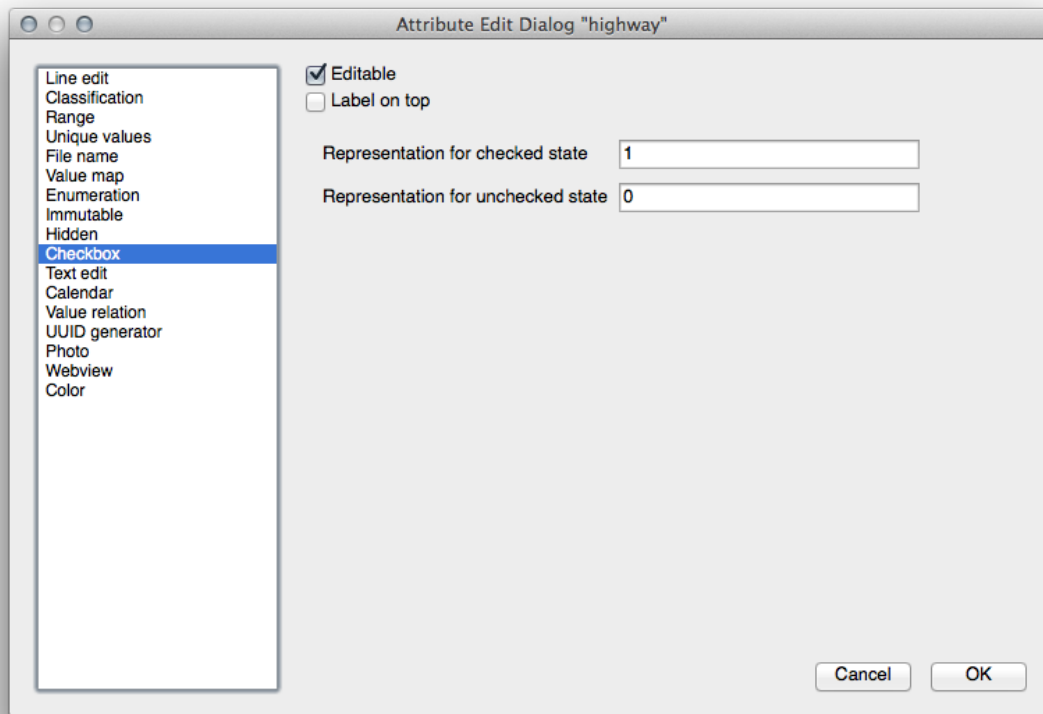 Attribute Edit Dialog "highway"
Line edit
Classification
Range
Unique values
File name
Value map
Enumeration
Immutable
Hidden
Checkbox
Text edit
Calendar
Value relation
UUID generator
Photo
Webview
Color
Editable
Label on top
Representation for checked state 1
Representation for unchecked state 0
Cancel OK